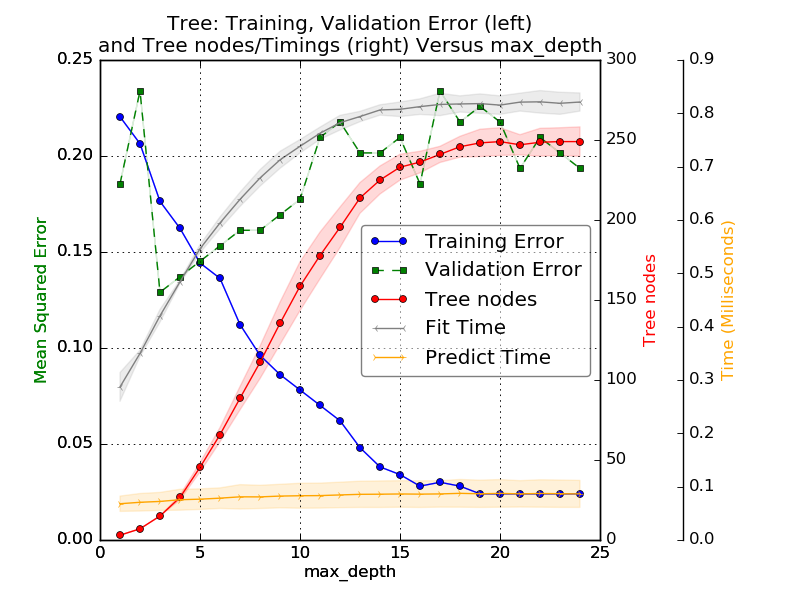 Tree: Training, Validation Error (left)
and Tree nodes/Timings (right) Versus max_depth
Mean Squared Error
0.25
0.20
0.15
0.10
0.05
0.00
0
5
10
15
20
25
max_depth
Training Error
Validation Error
Tree nodes
Fit Time
Predict Time
300
250
200
150
100
50
0
Tree nodes
0.9
0.8
0.7
0.6
0.5
0.4
0.3
0.2
0.1
0.0
Time (Milliseconds)